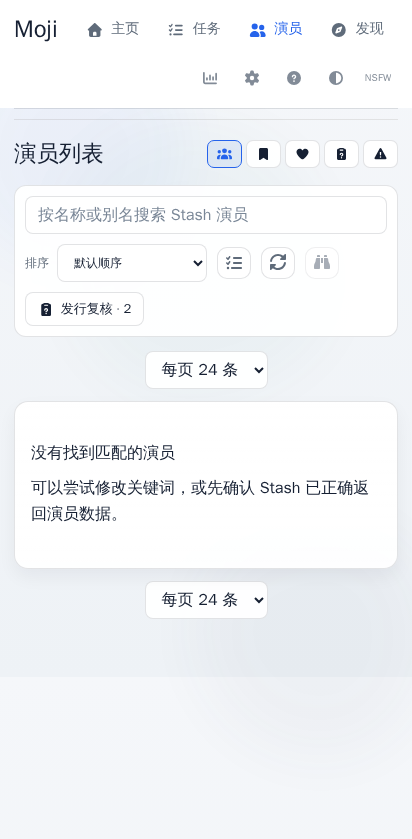 Moji 主页 任务 演员 发现
NSFW
演员列表
按名称或别名搜索 Stash 演员
排序 默认顺序
发行复核 · 2
每页 24 条
没有找到匹配的演员
可以尝试修改关键词，或先确认 Stash 已正确返
回演员数据。
每页 24 条